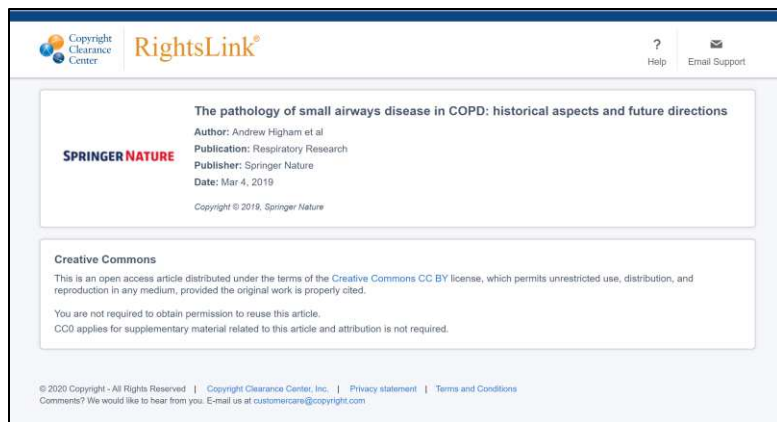 Copyright
Clearance
Center
RightsLink®
?
Help
Email Support
The pathology of small airways disease in COPD: historical aspects and future directions
SPRINGER NATURE
Author: Andrew Higham et al
Publication: Respiratory Research
Publisher: Springer Nature
Date: Mar 4, 2019
Copyright © 2019, Springer Nature
Creative Commons
This is an open access article distributed under the terms of the Creative Commons CC BY license, which permits unrestricted use, distribution, and
reproduction in any medium, provided the original work is properly cited.
You are not required to obtain permission to reuse this article.
CC0 applies for supplementary material related to this article and attribution is not required.
© 2020 Copyright - All Rights Reserved | Copyright Clearance Center, Inc. | Privacy statement | Terms and Conditions
Comments? We would like to hear from you. E-mail us at customercare@copyright.com